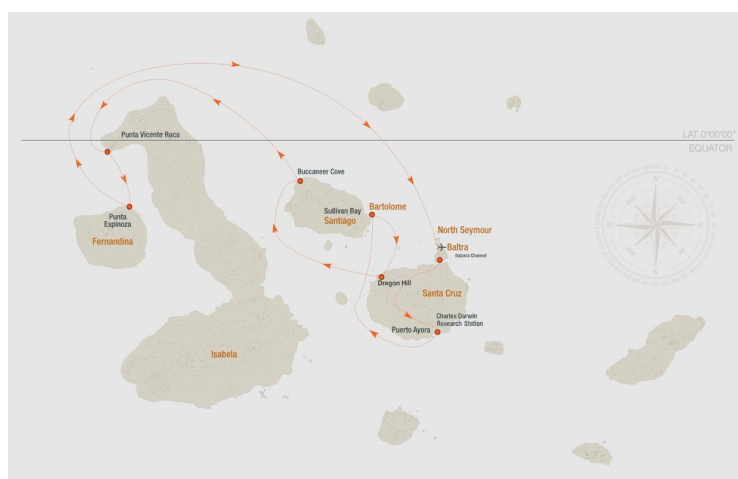 LAT 0°00'00"
EQUATOR
Punta Vicente Roca
Buccaneer Cove
N
W
E
S
Punta
Espinoza
Fernandina
Sullivan Bay
Santiágo
Bartolome
North Seymour
Baltra
Itabaca Channel
Dragon Hill
Santa Cruz
Charles Darwin
Research Station
Puerto Ayora
Isabela